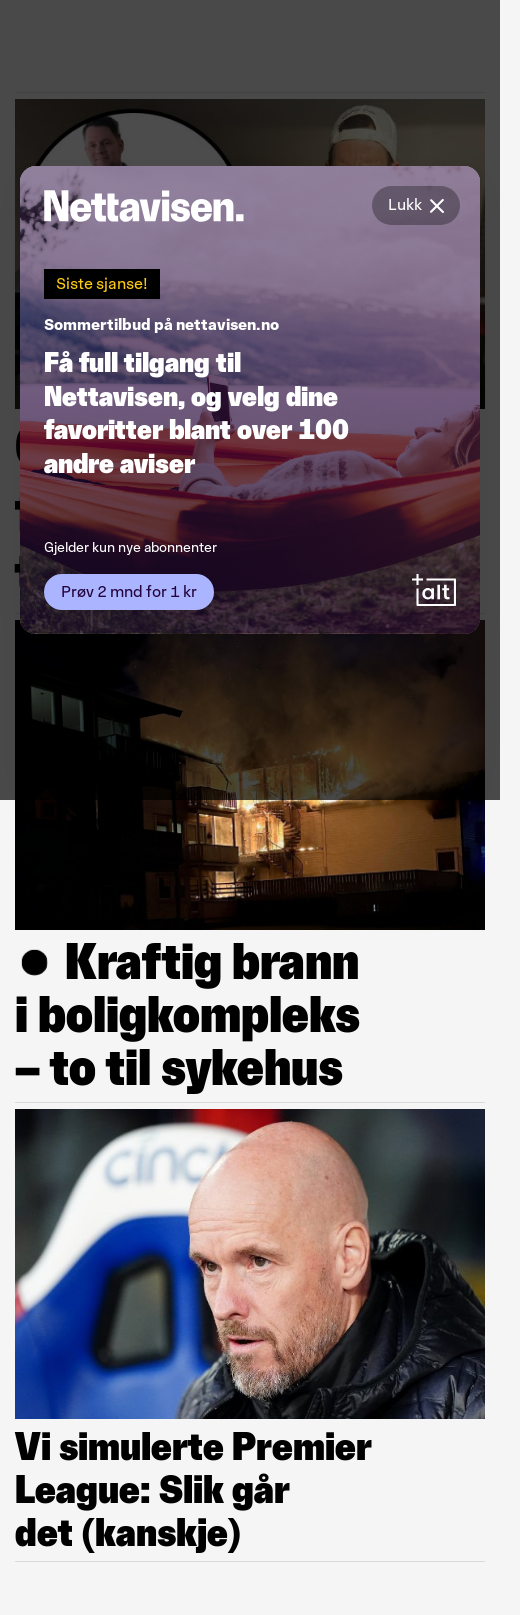 Nettavisen.
Lukk
Siste sjanse!
Sommertilbud på nettavisen.no
Få full tilgang til
Nettavisen, og velg dine
favoritter blant over 100
andre aviser
Gjelder kun nye abonnenter
Prøv 2 mnd for 1 kr
+alt
● Kraftig brann
i boligkompleks
– to til sykehus
Vi simulerte Premier
League: Slik går
det (kanskje)